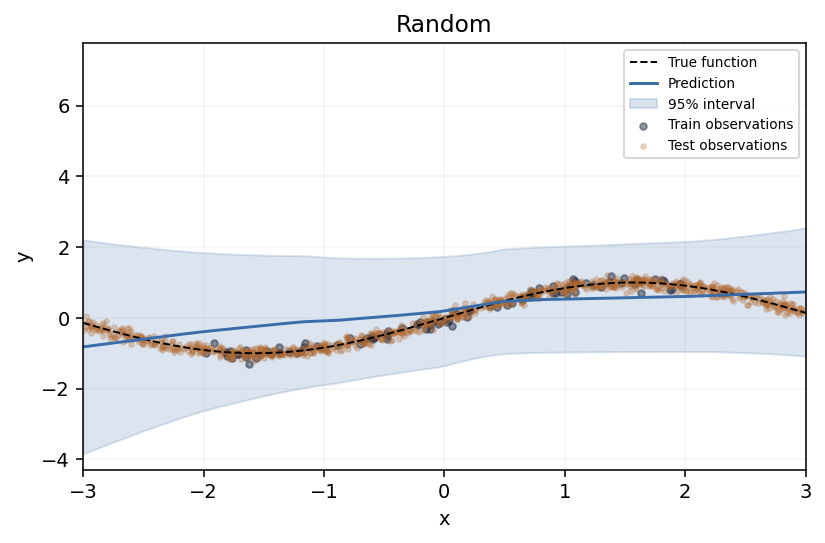 Random
True function
Prediction
95% interval
Train observations
Test observations
6
4
2
0
−2
−4
y
−3
−2
−1
0
1
2
3
x